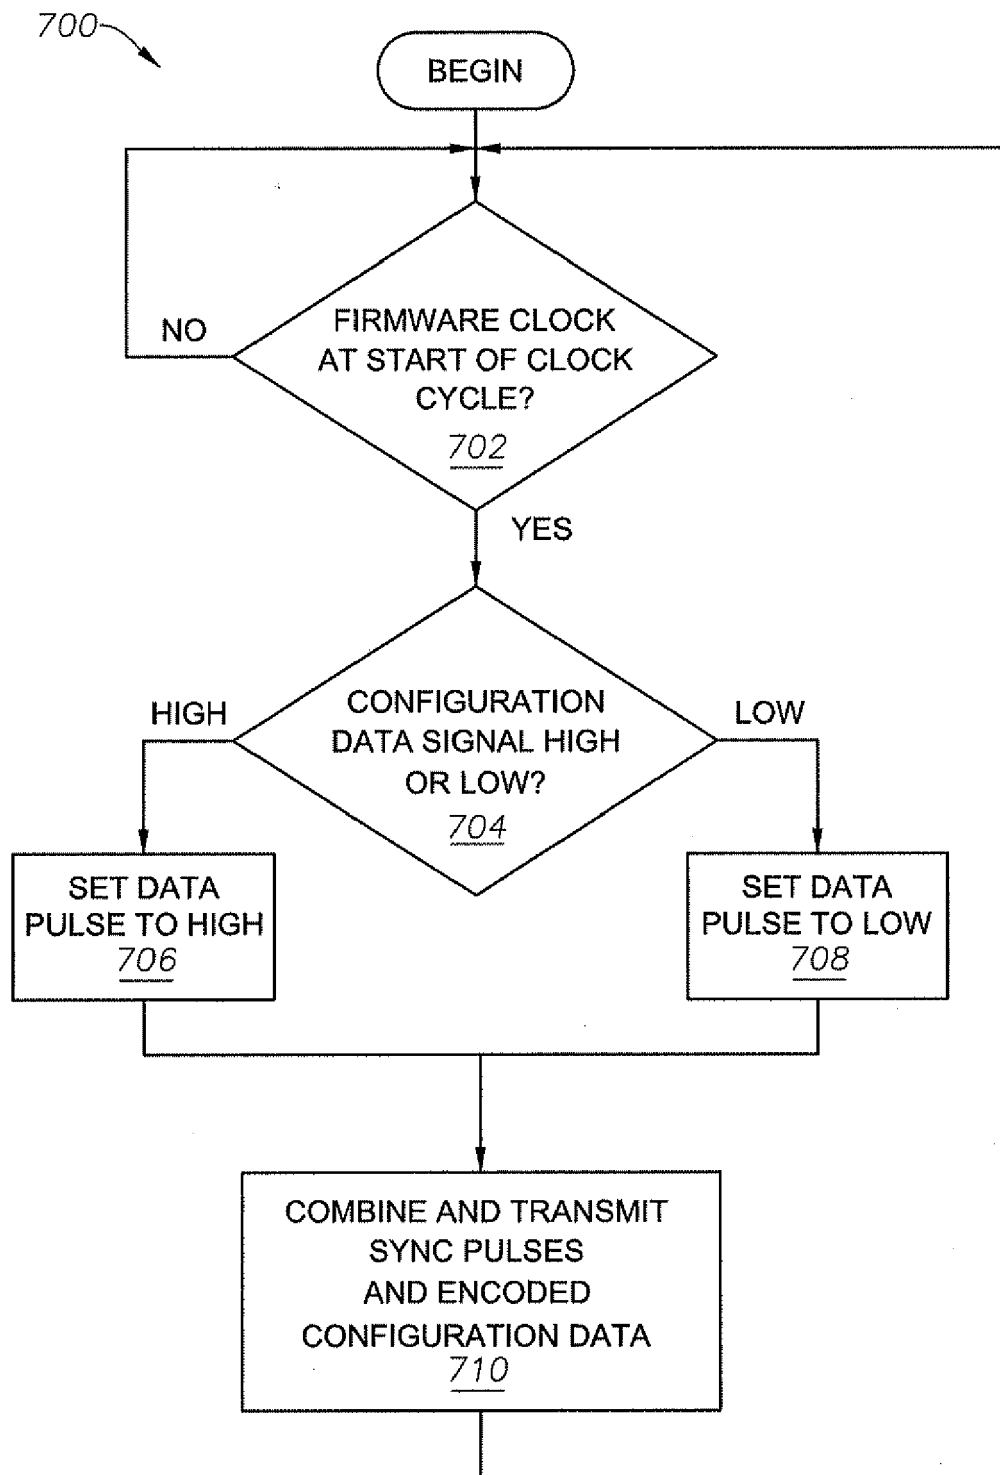 700
BEGIN
FIRMWARE CLOCK
AT START OF CLOCK
CYCLE?
702
NO
YES
CONFIGURATION
DATA SIGNAL HIGH
OR LOW?
704
HIGH
LOW
SET DATA
PULSE TO HIGH
706
SET DATA
PULSE TO LOW
708
COMBINE AND TRANSMIT
SYNC PULSES
AND ENCODED
CONFIGURATION DATA
710